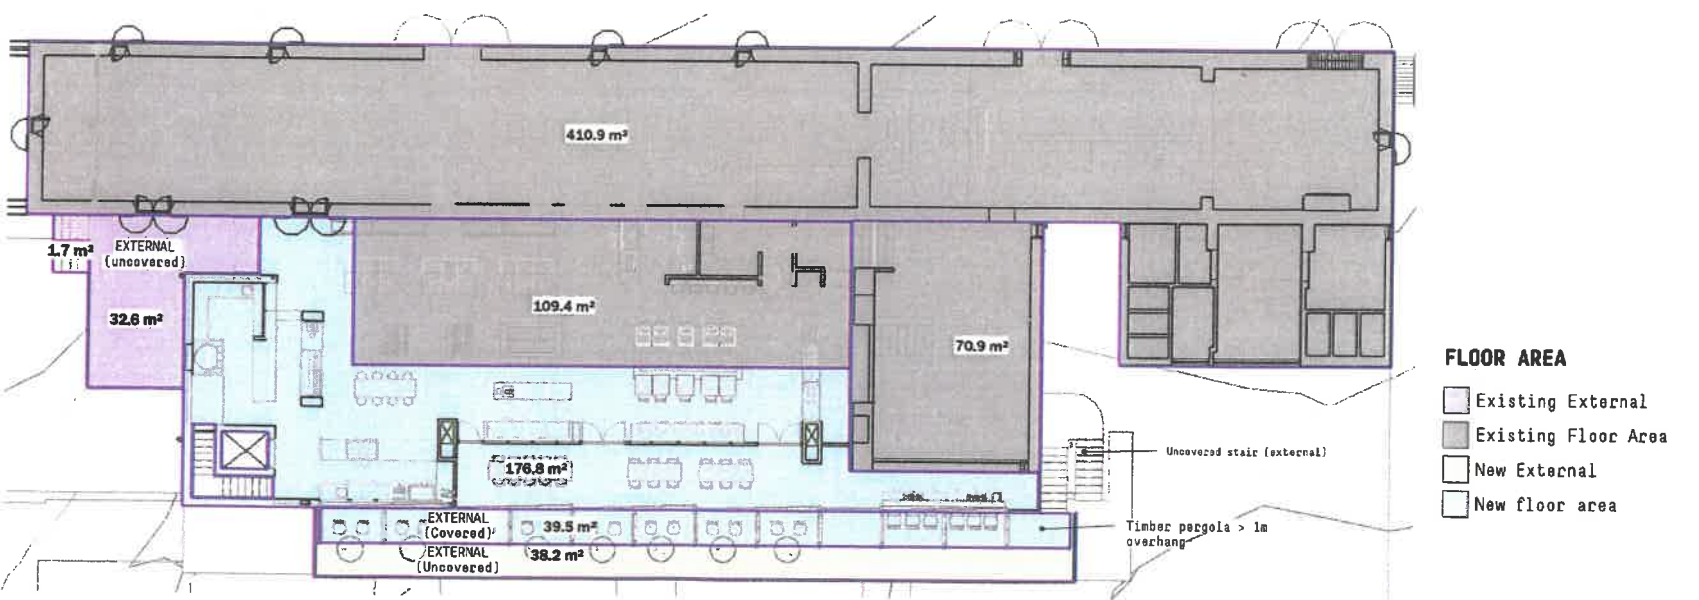 410.9 m²
1.7 m²
EXTERNAL
(uncovered)
32.6 m²
109.4 m²
70.9 m²
176.8 m²
Uncovered stair (external)
EXTERNAL
(Covered)
39.5 m²
EXTERNAL
(Uncovered)
38.2 m²
Timber pergola > 1m
overhang
FLOOR AREA
Existing External
Existing Floor Area
New External
New floor area